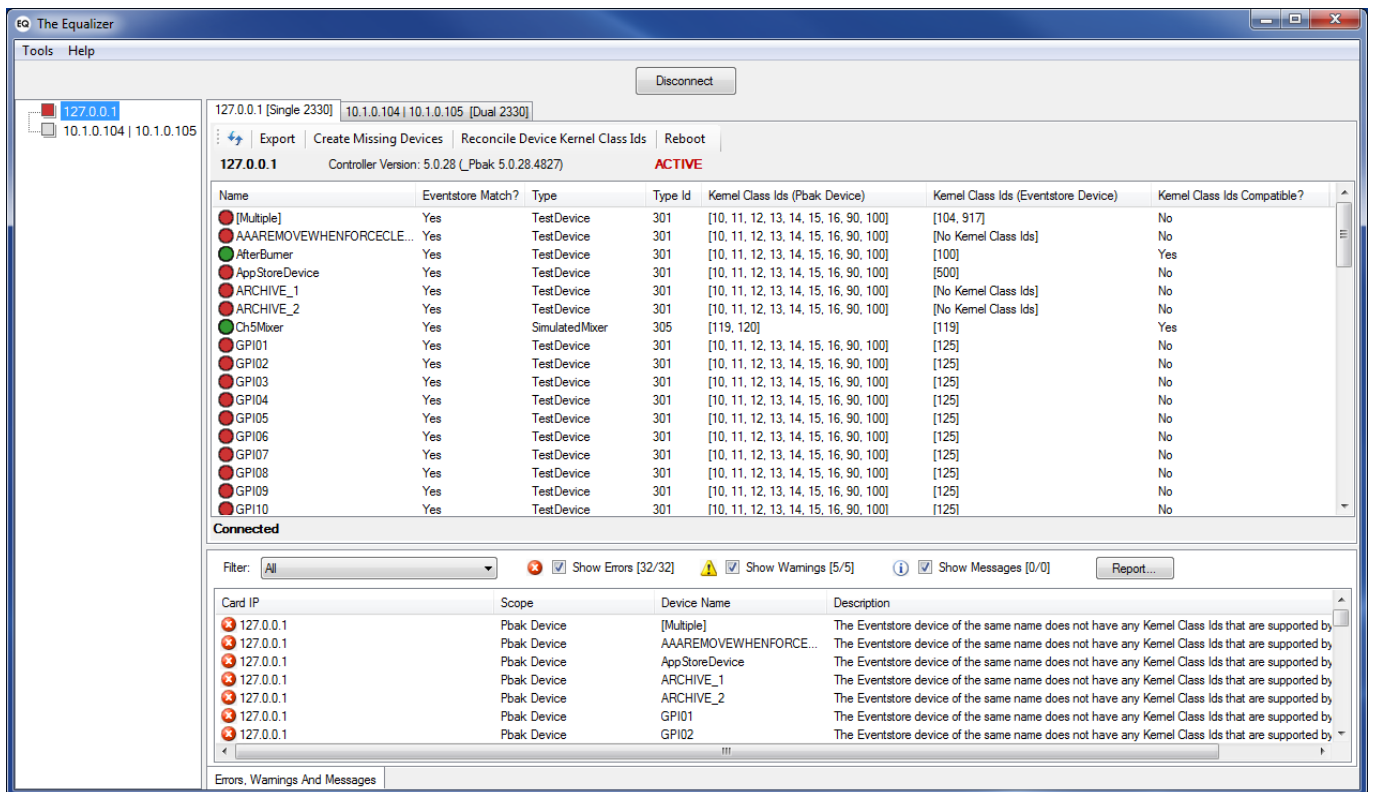 EQ The Equalizer
Tools Help
Disconnect
127.0.0.1
10.1.0.104 | 10.1.0.105
127.0.0.1 [Single 2330] 10.1.0.104 | 10.1.0.105 [Dual 2330]
Export Create Missing Devices Reconcile Device Kernel Class Ids Reboot
127.0.0.1 Controller Version: 5.0.28 (_Pbak 5.0.28.4827) ACTIVE
Name Eventstore Match? Type Type Id Kernel Class Ids (Pbak Device) Kernel Class Ids (Eventstore Device) Kernel Class Ids Compatible?
[Multiple] Yes TestDevice 301 [10, 11, 12, 13, 14, 15, 16, 90, 100] [104, 917] No
AAAREMOVEWHENFORCECLE... Yes TestDevice 301 [10, 11, 12, 13, 14, 15, 16, 90, 100] [No Kernel Class Ids] No
AfterBurner Yes TestDevice 301 [10, 11, 12, 13, 14, 15, 16, 90, 100] [100] Yes
AppStoreDevice Yes TestDevice 301 [10, 11, 12, 13, 14, 15, 16, 90, 100] [500] No
ARCHIVE_1 Yes TestDevice 301 [10, 11, 12, 13, 14, 15, 16, 90, 100] [No Kernel Class Ids] No
ARCHIVE_2 Yes TestDevice 301 [10, 11, 12, 13, 14, 15, 16, 90, 100] [No Kernel Class Ids] No
Ch5Mixer Yes SimulatedMixer 305 [119, 120] [119] Yes
GPI01 Yes TestDevice 301 [10, 11, 12, 13, 14, 15, 16, 90, 100] [125] No
GPI02 Yes TestDevice 301 [10, 11, 12, 13, 14, 15, 16, 90, 100] [125] No
GPI03 Yes TestDevice 301 [10, 11, 12, 13, 14, 15, 16, 90, 100] [125] No
GPI04 Yes TestDevice 301 [10, 11, 12, 13, 14, 15, 16, 90, 100] [125] No
GPI05 Yes TestDevice 301 [10, 11, 12, 13, 14, 15, 16, 90, 100] [125] No
GPI06 Yes TestDevice 301 [10, 11, 12, 13, 14, 15, 16, 90, 100] [125] No
GPI07 Yes TestDevice 301 [10, 11, 12, 13, 14, 15, 16, 90, 100] [125] No
GPI08 Yes TestDevice 301 [10, 11, 12, 13, 14, 15, 16, 90, 100] [125] No
GPI09 Yes TestDevice 301 [10, 11, 12, 13, 14, 15, 16, 90, 100] [125] No
GPI10 Yes TestDevice 301 [10, 11, 12, 13, 14, 15, 16, 90, 100] [125] No
Connected
Filter: All Show Errors [32/32] Show Warnings [5/5] Show Messages [0/0] Report...
Card IP Scope Device Name Description
127.0.0.1 Pbak Device [Multiple] The Eventstore device of the same name does not have any Kernel Class Ids that are supported by
127.0.0.1 Pbak Device AAAREMOVEWHENFORCE... The Eventstore device of the same name does not have any Kernel Class Ids that are supported by
127.0.0.1 Pbak Device AppStoreDevice The Eventstore device of the same name does not have any Kernel Class Ids that are supported by
127.0.0.1 Pbak Device ARCHIVE_1 The Eventstore device of the same name does not have any Kernel Class Ids that are supported by
127.0.0.1 Pbak Device ARCHIVE_2 The Eventstore device of the same name does not have any Kernel Class Ids that are supported by
127.0.0.1 Pbak Device GPI01 The Eventstore device of the same name does not have any Kernel Class Ids that are supported by
127.0.0.1 Pbak Device GPI02 The Eventstore device of the same name does not have any Kernel Class Ids that are supported by
Errors, Warnings And Messages